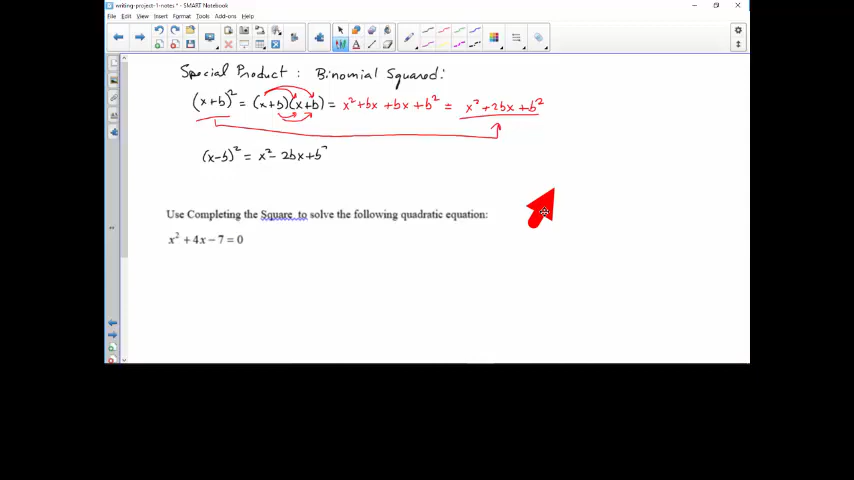 writing-project-1-notes * - SMART Notebook
File Edit View Insert Format Tools Add-ons Help
Special Product : Binomial Squared:
(x+b)² = (x+b)(x+b) = x² + bx + bx + b² = x² + 2bx + b²
(x-b)² = x² - 2bx + b²
Use Completing the Square to solve the following quadratic equation:
x² + 4x − 7 = 0